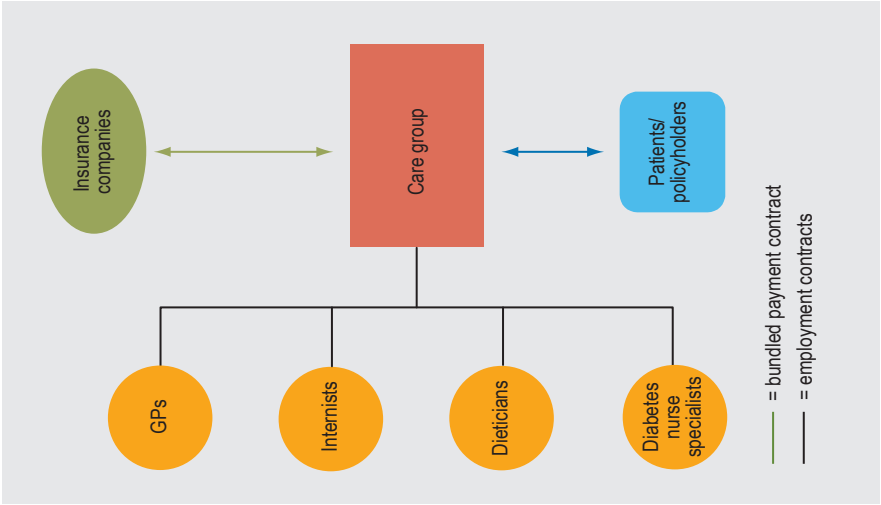 Insurance
companies
Care group
Patients/
policyholders
GPs
Internists
Dieticians
Diabetes
nurse
specialists
= bundled payment contract
= employment contracts